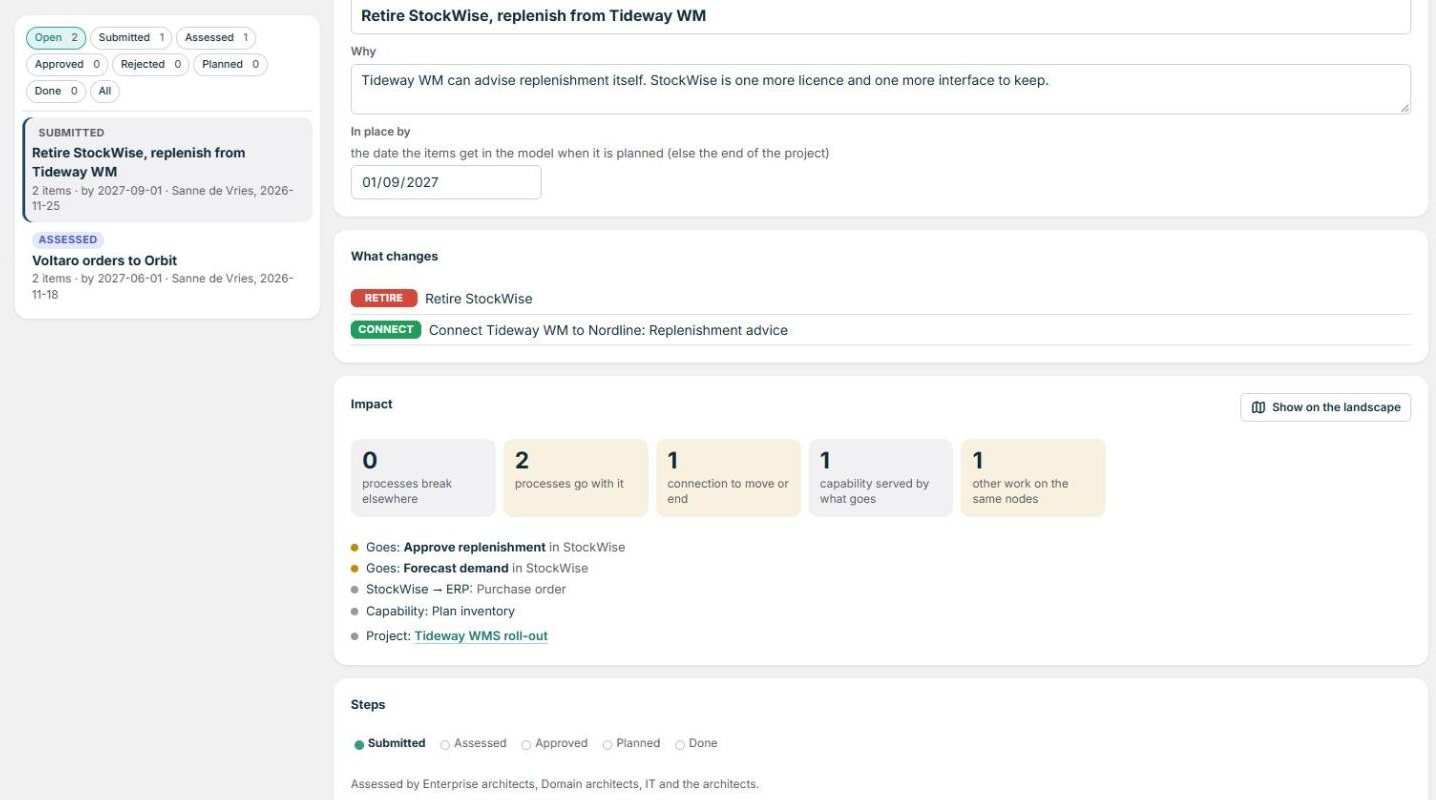 Open 2
Submitted 1
Assessed 1
Approved 0
Rejected 0
Planned 0
Done 0
All
SUBMITTED
Retire StockWise, replenish from
Tideway WM
2 items · by 2027-09-01 · Sanne de Vries, 2026-
11-25
ASSESSED
Voltaro orders to Orbit
2 items · by 2027-06-01 · Sanne de Vries, 2026-
11-18
Retire StockWise, replenish from Tideway WM
Why
Tideway WM can advise replenishment itself. StockWise is one more licence and one more interface to keep.
In place by
the date the items get in the model when it is planned (else the end of the project)
01/09/2027
What changes
RETIRE Retire StockWise
CONNECT Connect Tideway WM to Nordline: Replenishment advice
Impact
Show on the landscape
0
processes break
elsewhere
2
processes go with it
1
connection to move or
end
1
capability served by
what goes
1
other work on the
same nodes
Goes: Approve replenishment in StockWise
Goes: Forecast demand in StockWise
StockWise → ERP: Purchase order
Capability: Plan inventory
Project: Tideway WMS roll-out
Steps
Submitted Assessed Approved Planned Done
Assessed by Enterprise architects, Domain architects, IT and the architects.